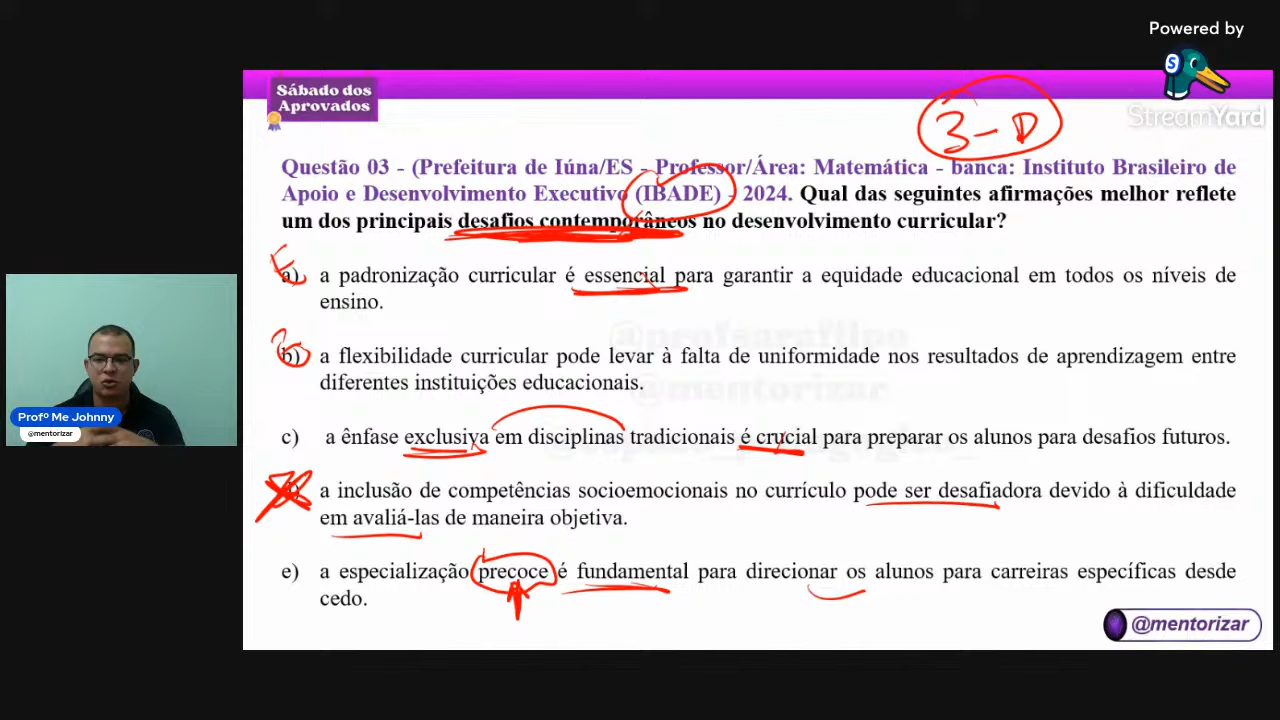 Powered by
StreamYard
Sábado dos
Aprovados
3-D
Questão 03 - (Prefeitura de Iúna/ES - Professor/Área: Matemática - banca: Instituto Brasileiro de
Apoio e Desenvolvimento Executivo (IBADE) - 2024. Qual das seguintes afirmações melhor reflete
um dos principais desafios contemporâneos no desenvolvimento curricular?
a) a padronização curricular é essencial para garantir a equidade educacional em todos os níveis de
ensino.
@profsarafilpo
b) a flexibilidade curricular pode levar à falta de uniformidade nos resultados de aprendizagem entre
diferentes instituições educacionais.
@mentorizar
c) a ênfase exclusiva em disciplinas tradicionais é crucial para preparar os alunos para desafios futuros.
a inclusão de competências socioemocionais no currículo pode ser desafiadora devido à dificuldade
em avaliá-las de maneira objetiva.
e) a especialização precoce é fundamental para direcionar os alunos para carreiras específicas desde
cedo.
Profº Me Johnny
@mentorizar
@mentorizar